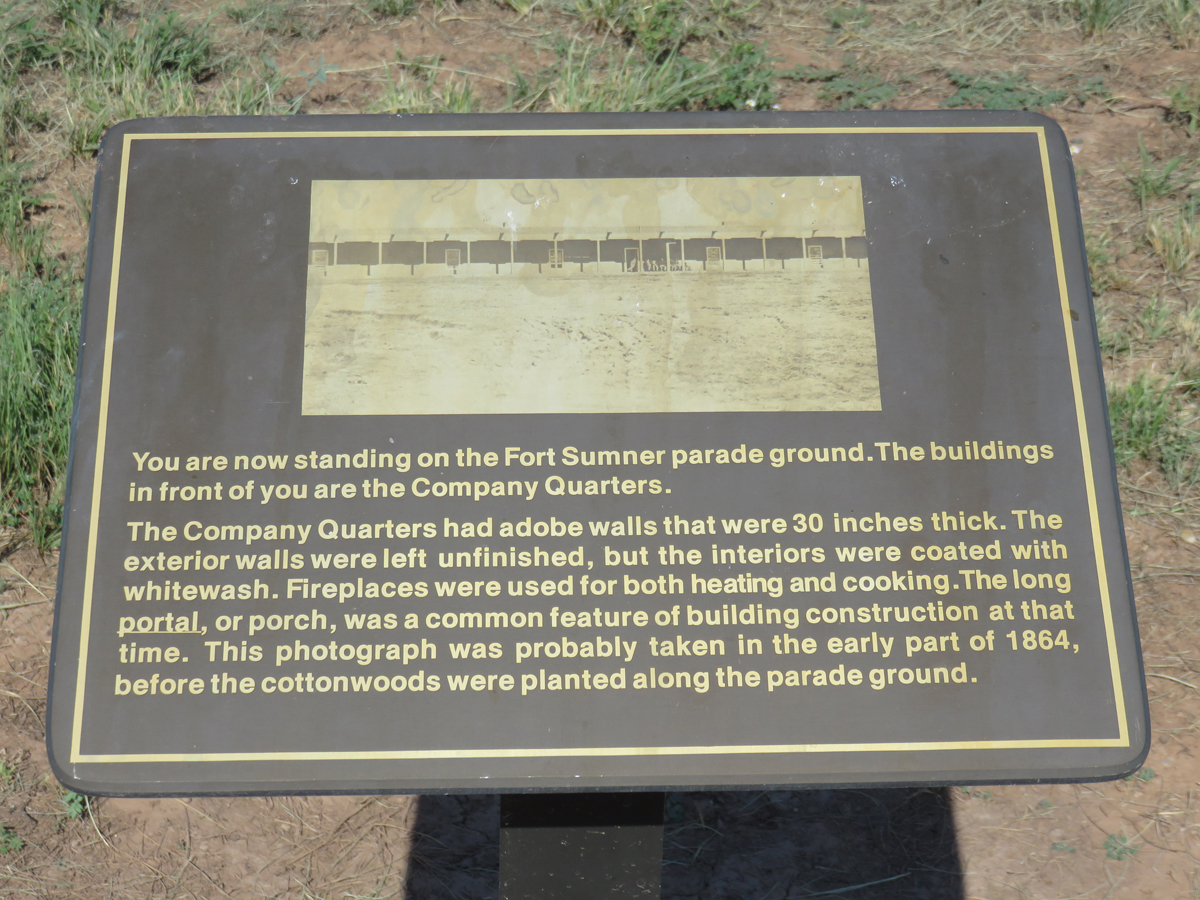 You are now standing on the Fort Sumner parade ground. The buildings
in front of you are the Company Quarters.
The Company Quarters had adobe walls that were 30 inches thick. The
exterior walls were left unfinished, but the interiors were coated with
whitewash. Fireplaces were used for both heating and cooking. The long
portal, or porch, was a common feature of building construction at that
time. This photograph was probably taken in the early part of 1864,
before the cottonwoods were planted along the parade ground.